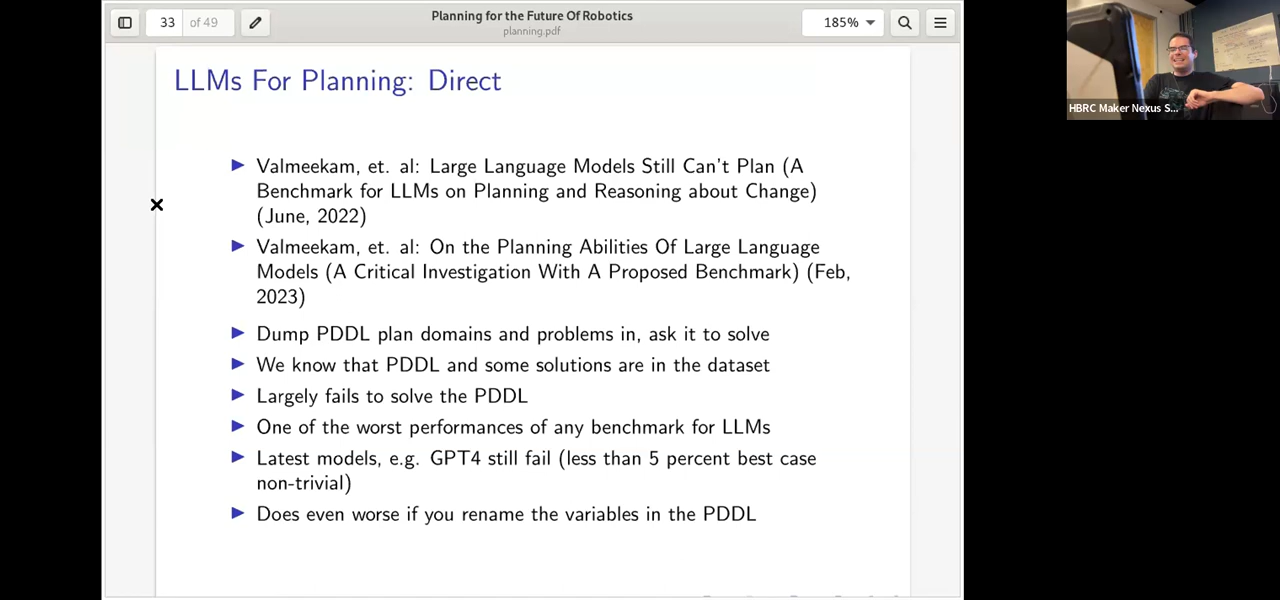 33 of 49
Planning for the Future Of Robotics
planning.pdf
185%
LLMs For Planning: Direct
Valmeekam, et. al: Large Language Models Still Can't Plan (A
Benchmark for LLMs on Planning and Reasoning about Change)
(June, 2022)
Valmeekam, et. al: On the Planning Abilities Of Large Language
Models (A Critical Investigation With A Proposed Benchmark) (Feb,
2023)
Dump PDDL plan domains and problems in, ask it to solve
We know that PDDL and some solutions are in the dataset
Largely fails to solve the PDDL
One of the worst performances of any benchmark for LLMs
Latest models, e.g. GPT4 still fail (less than 5 percent best case
non-trivial)
Does even worse if you rename the variables in the PDDL
HBRC Maker Nexus S...